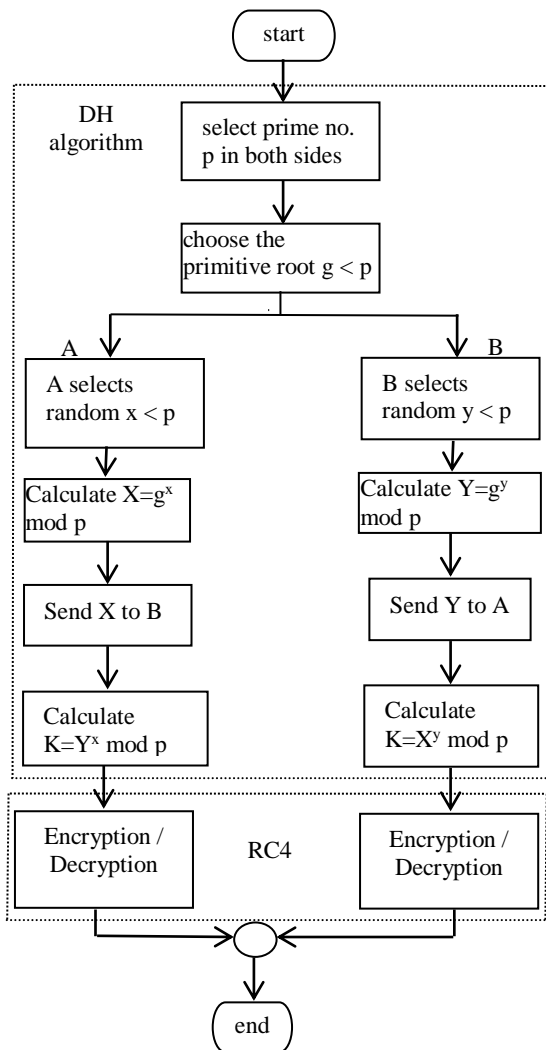 start
DH
algorithm
select prime no.
p in both sides
choose the
primitive root g < p
A
A selects
random x < p
Calculate X=gˣ
mod p
Send X to B
Calculate
K=Yˣ mod p
B
B selects
random y < p
Calculate Y=gʸ
mod p
Send Y to A
Calculate
K=Xʸ mod p
Encryption /
Decryption
RC4
Encryption /
Decryption
end